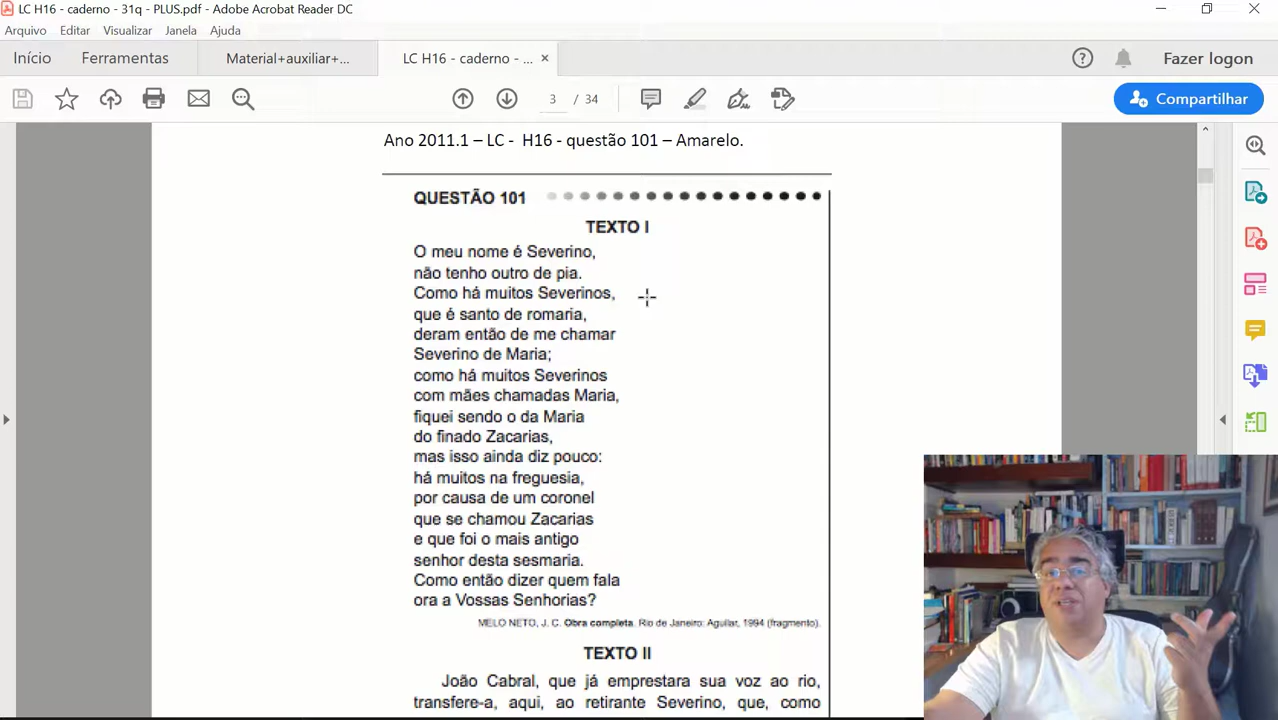 LC H16 - caderno - 31q - PLUS.pdf - Adobe Acrobat Reader DC
Arquivo Editar Visualizar Janela Ajuda
Início Ferramentas Material+auxiliar+... LC H16 - caderno - ... ×
3 / 34
Fazer logon
Compartilhar
Ano 2011.1 – LC - H16 - questão 101 – Amarelo.
QUESTÃO 101
TEXTO I
O meu nome é Severino,
não tenho outro de pia.
Como há muitos Severinos,
que é santo de romaria,
deram então de me chamar
Severino de Maria;
como há muitos Severinos
com mães chamadas Maria,
fiquei sendo o da Maria
do finado Zacarias,
mas isso ainda diz pouco:
há muitos na freguesia,
por causa de um coronel
que se chamou Zacarias
e que foi o mais antigo
senhor desta sesmaria.
Como então dizer quem fala
ora a Vossas Senhorias?
MELO NETO, J. C. Obra completa. Rio de Janeiro: Aguilar, 1994 (fragmento).
TEXTO II
João Cabral, que já emprestara sua voz ao rio,
transfere-a, aqui, ao retirante Severino, que, como